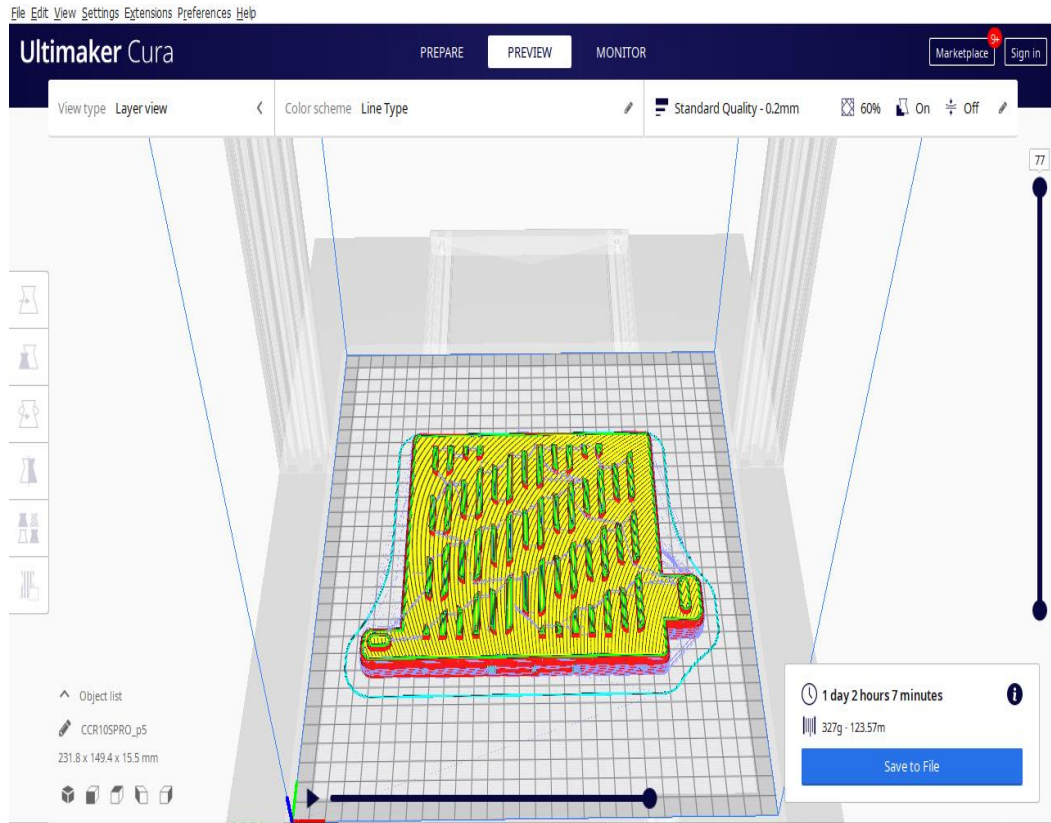 File Edit View Settings Extensions Preferences Help
Ultimaker Cura
PREPARE PREVIEW MONITOR
Marketplace 9+ Sign in
View type Layer view Color scheme Line Type Standard Quality - 0.2mm 60% On Off
77
Object list
CCR10SPRO_p5
231.8 x 149.4 x 15.5 mm
1 day 2 hours 7 minutes
327g · 123.57m
Save to File